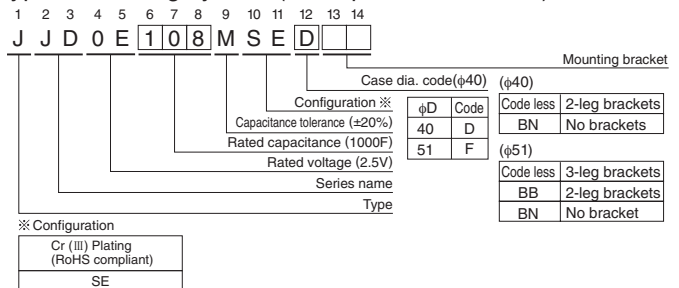 1 2 3 4 5 6 7 8 9 10 11 12 13 14
J J D 0 E 1 0 8 M S E D
Mounting bracket
Case dia. code(φ40)
Configuration ※
Capacitance tolerance (±20%)
Rated capacitance (1000F)
Rated voltage (2.5V)
Series name
Type
φD Code
40 D
51 F
(φ40)
Code less 2-leg brackets
BN No brackets
(φ51)
Code less 3-leg brackets
BB 2-leg brackets
BN No bracket
※ Configuration
Cr (Ⅲ) Plating
(RoHS compliant)
SE